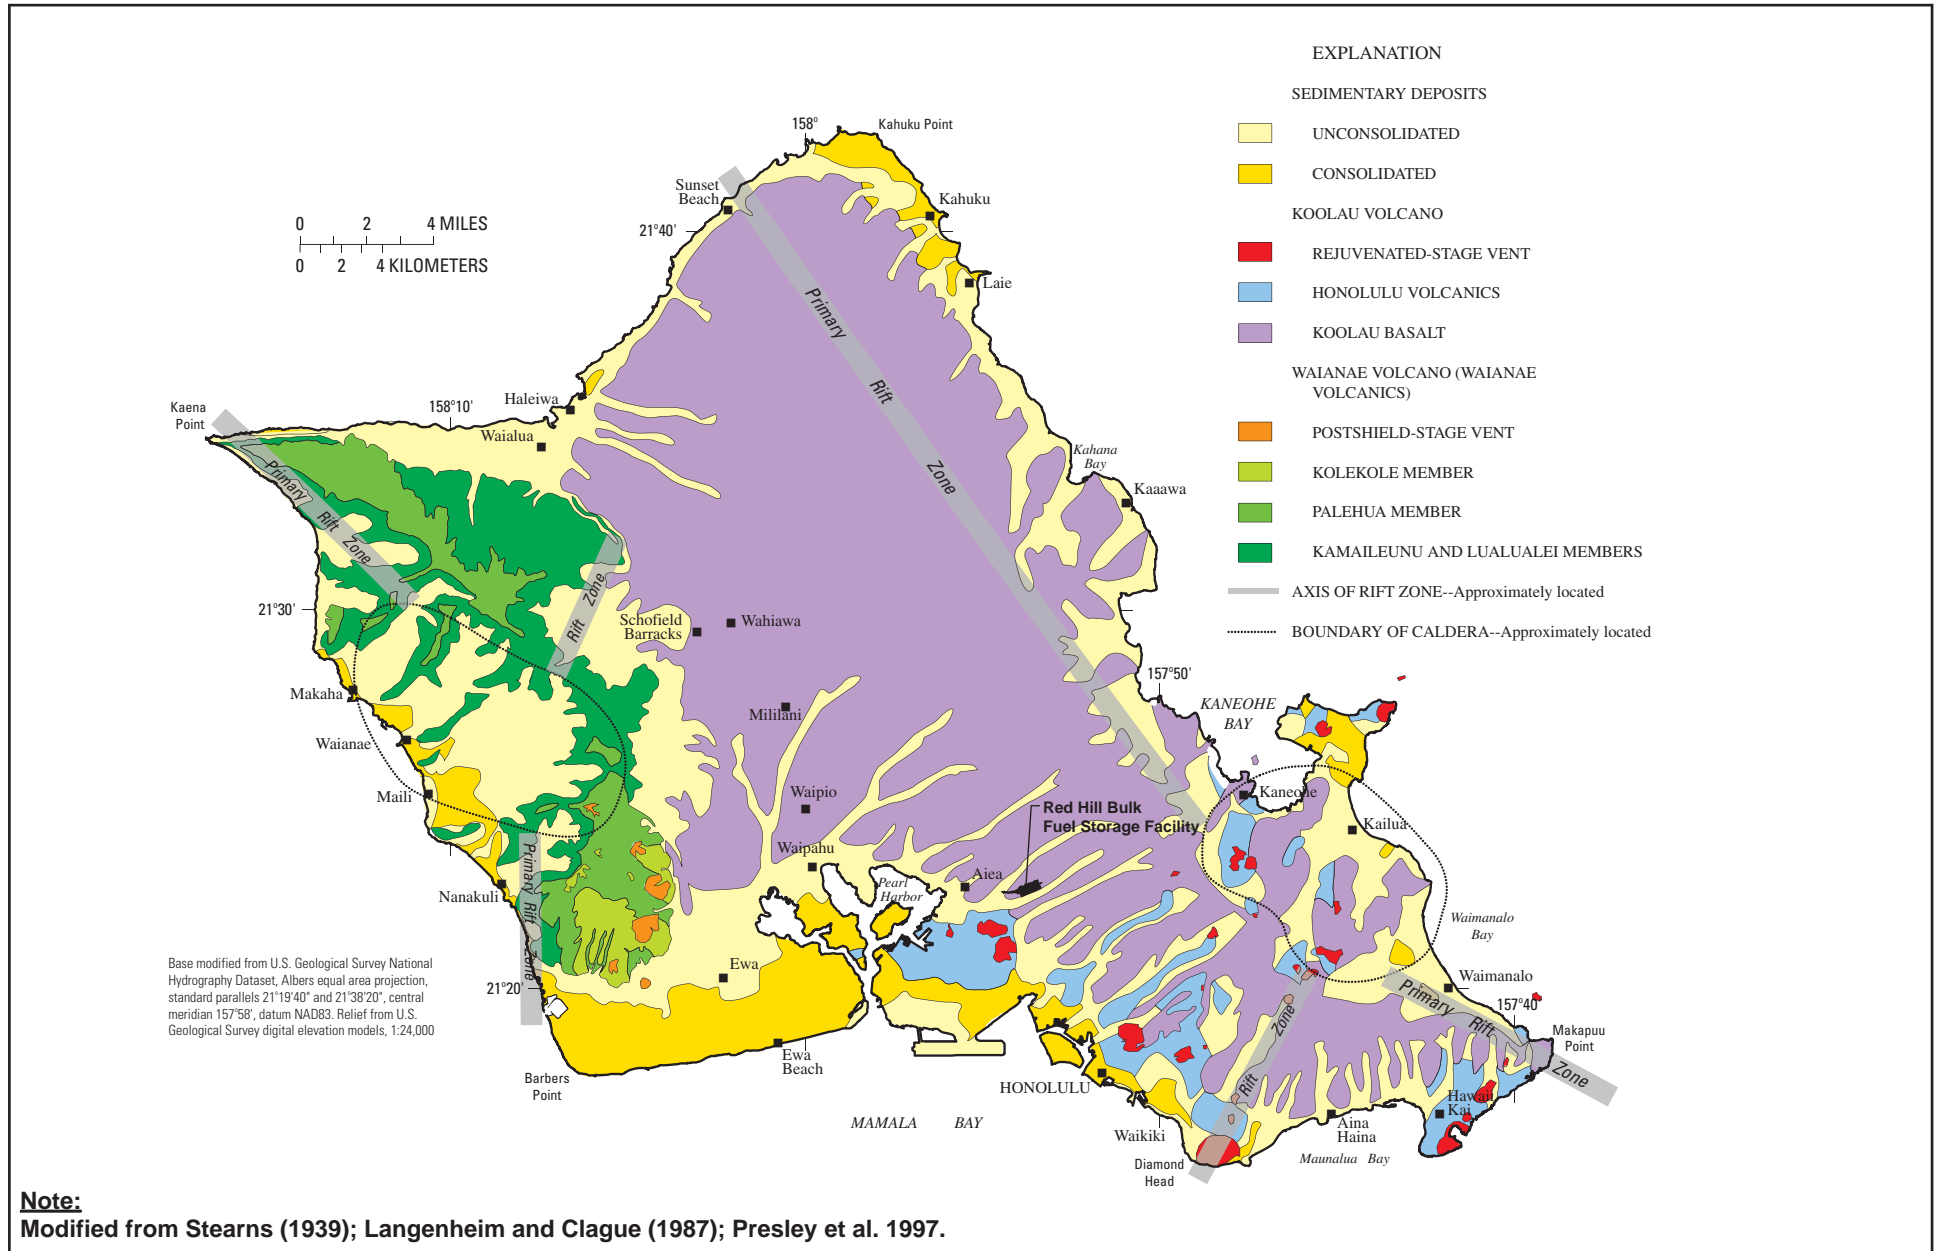 EXPLANATION
SEDIMENTARY DEPOSITS
UNCONSOLIDATED
CONSOLIDATED
KOOLAU VOLCANO
REJUVENATED-STAGE VENT
HONOLULU VOLCANICS
KOOLAU BASALT
WAIANAE VOLCANO (WAIANAE
VOLCANICS)
POSTSHIELD-STAGE VENT
KOLEKOLE MEMBER
PALEHUA MEMBER
KAMAILEUNU AND LUALUALEI MEMBERS
AXIS OF RIFT ZONE--Approximately located
BOUNDARY OF CALDERA--Approximately located
0 2 4 MILES
0 2 4 KILOMETERS
158°
Kahuku Point
Sunset
Beach
Kahuku
21°40'
Laie
Primary
Rift
Zone
Kaena
Point
158°10'
Haleiwa
Waialua
Kahana
Bay
Kaaawa
Primary
Rift
Zone
Zone
Rift
21°30'
Schofield
Barracks
Wahiawa
Makaha
Mililani
157°50'
KANEOHE
BAY
Waianae
Maili
Waipio
Kaneohe
Red Hill Bulk
Fuel Storage Facility
Kailua
Waipahu
Primary
Rift
Zone
Nanakuli
Pearl
Harbor
Aiea
Waimanalo
Bay
Ewa
Waimanalo
21°20'
157°40'
Primary
Rift
Zone
Makapuu
Point
Zone
Rift
Base modified from U.S. Geological Survey National
Hydrography Dataset, Albers equal area projection,
standard parallels 21°19'40" and 21°38'20", central
meridian 157°58', datum NAD83. Relief from U.S.
Geological Survey digital elevation models, 1:24,000
Barbers
Point
Ewa
Beach
HONOLULU
Hawaii
Kai
MAMALA BAY
Waikiki
Aina
Haina
Diamond
Head
Maunalua Bay
Note:
Modified from Stearns (1939); Langenheim and Clague (1987); Presley et al. 1997.